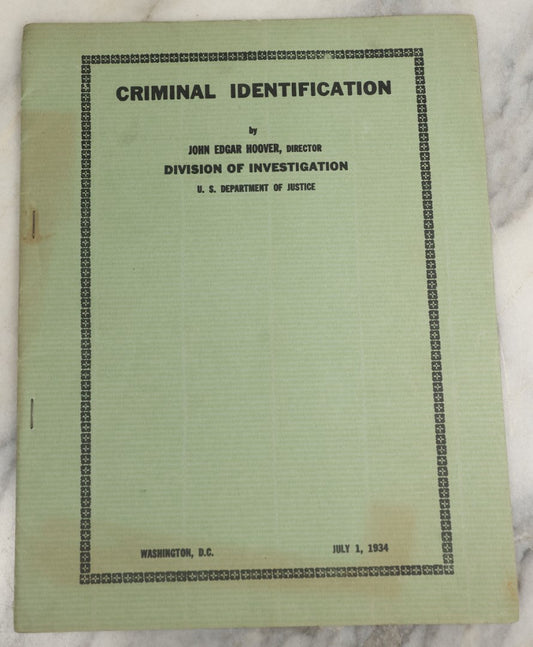 CRIMINAL IDENTIFICATION
by
JOHN EDGAR HOOVER, DIRECTOR
DIVISION OF INVESTIGATION
U. S. DEPARTMENT OF JUSTICE
WASHINGTON, D.C. JULY 1, 1934